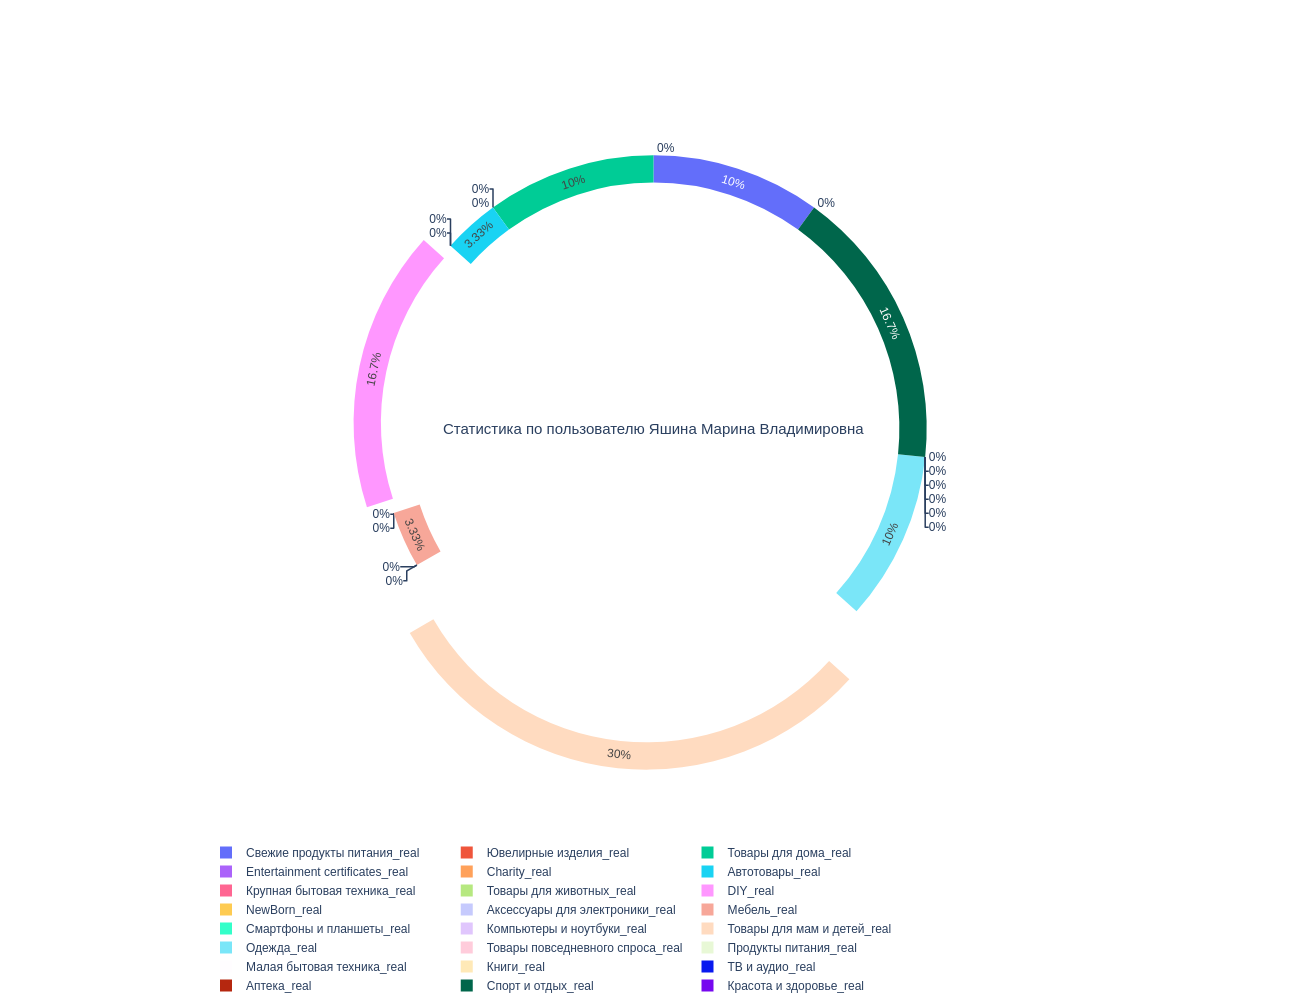 0%
10%
10%
0%
0%
0%
0%
0%
3.33%
0%
16.7%
16.7%
Статистика по пользователю Яшина Марина Владимировна
0%
0%
0%
0%
0%
0%
0%
0%
3.33%
10%
0%
0%
30%
Свежие продукты питания_real
Ювелирные изделия_real
Товары для дома_real
Entertainment certificates_real
Charity_real
Автотовары_real
Крупная бытовая техника_real
Товары для животных_real
DIY_real
NewBorn_real
Аксессуары для электроники_real
Мебель_real
Смартфоны и планшеты_real
Компьютеры и ноутбуки_real
Товары для мам и детей_real
Одежда_real
Товары повседневного спроса_real
Продукты питания_real
Малая бытовая техника_real
Книги_real
ТВ и аудио_real
Аптека_real
Спорт и отдых_real
Красота и здоровье_real